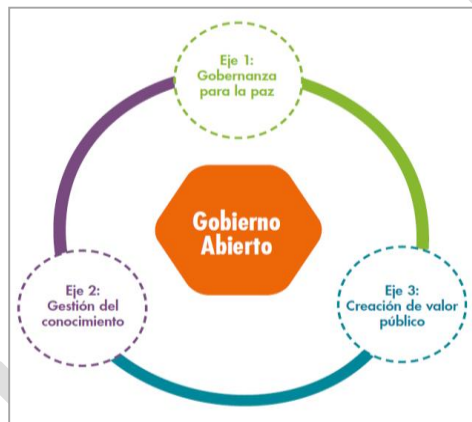 Eje 1:
Gobernanza
para la paz
Gobierno
Abierto
Eje 2:
Gestión del
conocimiento
Eje 3:
Creación de valor
público